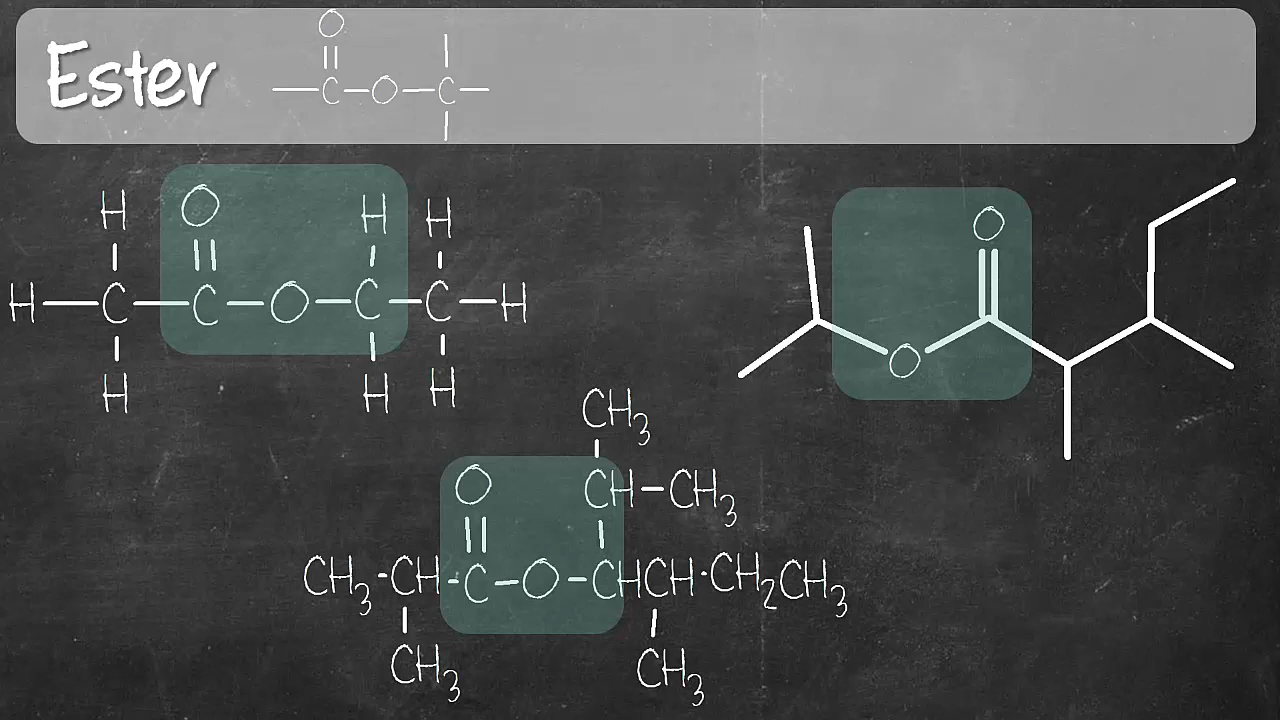 Ester
O
C O C
H O H H
H C C O C C H
H H H
O
O
CH3
O CH CH3
CH3 CH C O CHCH CH2CH3
CH3 CH3